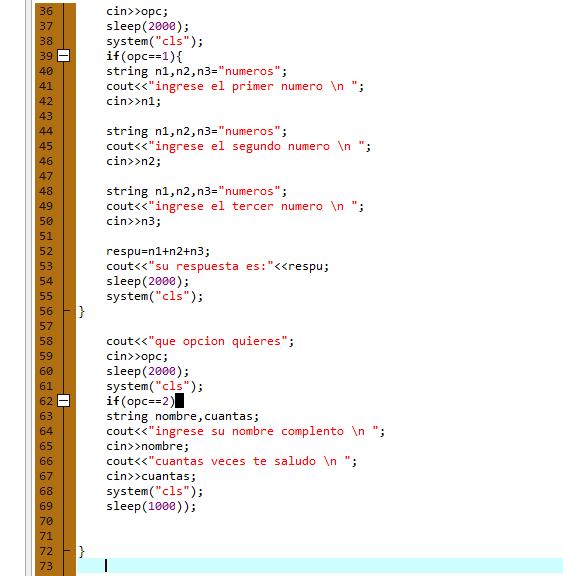 36 cin>>opc;
37 sleep(2000);
38 system("cls");
39 if(opc==1){
40 string n1,n2,n3="numeros";
41 cout<<"ingrese el primer numero \n ";
42 cin>>n1;
43
44 string n1,n2,n3="numeros";
45 cout<<"ingrese el segundo numero \n ";
46 cin>>n2;
47
48 string n1,n2,n3="numeros";
49 cout<<"ingrese el tercer numero \n ";
50 cin>>n3;
51
52 respu=n1+n2+n3;
53 cout<<"su respuesta es:"<<respu;
54 sleep(2000);
55 system("cls");
56 }
57
58 cout<<"que opcion quieres";
59 cin>>opc;
60 sleep(2000);
61 system("cls");
62 if(opc==2)
63 string nombre,cuantas;
64 cout<<"ingrese su nombre complento \n ";
65 cin>>nombre;
66 cout<<"cuantas veces te saludo \n ";
67 cin>>cuantas;
68 system("cls");
69 sleep(1000));
70
71
72 }
73